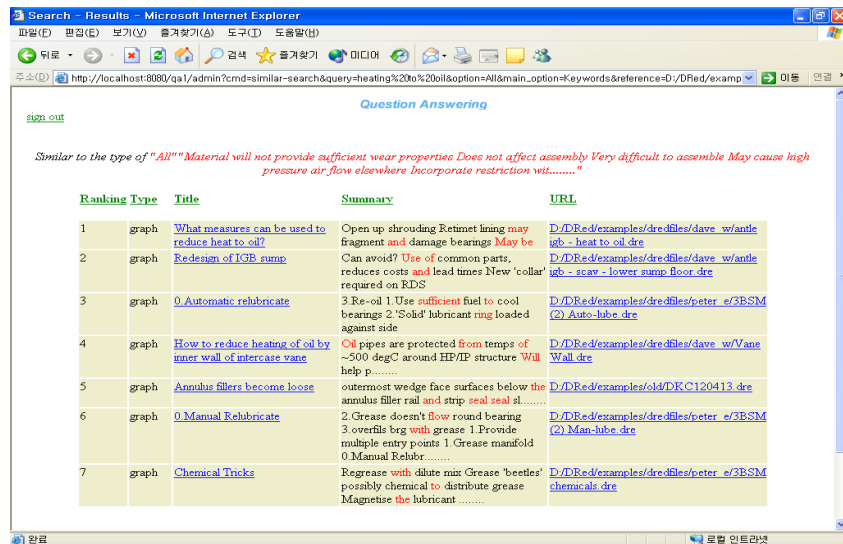 Search - Results - Microsoft Internet Explorer
파일(F) 편집(E) 보기(V) 즐겨찾기(A) 도구(T) 도움말(H)
뒤로 검색 즐겨찾기 미디어
주소(D) http://localhost:8080/qa1/admin?cmd=similar-search&query=heating%20to%20oil&option=All&main_option=Keywords&reference=D:/DRed/examp 이동 연결 »
Question Answering
sign out
Similar to the type of "All""Material will not provide sufficient wear properties Does not affect assembly Very difficult to assemble May cause high
pressure air flow elsewhere Incorporate restriction wit........"
Ranking Type Title Summary URL
1 graph What measures can be used to Open up shrouding Retimet lining may D:/DRed/examples/dredfiles/dave_w/antle
reduce heat to oil? fragment and damage bearings May be igb - heat to oil.dre
2 graph Redesign of IGB sump Can avoid? Use of common parts, D:/DRed/examples/dredfiles/dave_w/antle
reduces costs and lead times New 'collar' igb - scav - lower sump floor.dre
required on RDS
3 graph 0.Automatic relubricate 3.Re-oil 1.Use sufficient fuel to cool D:/DRed/examples/dredfiles/peter_e/3BSM
bearings 2.'Solid' lubricant ring loaded (2) Auto-lube.dre
against side
4 graph How to reduce heating of oil by Oil pipes are protected from temps of D:/DRed/examples/dredfiles/dave_w/Vane
inner wall of intercase vane ~500 degC around HP/IP structure Will Wall.dre
help p........
5 graph Annulus fillers become loose outermost wedge face surfaces below the D:/DRed/examples/old/DKC120413.dre
annulus filler rail and strip seal seal sl........
6 graph 0.Manual Relubricate 2.Grease doesn't flow round bearing D:/DRed/examples/dredfiles/peter_e/3BSM
3.overfils brg with grease 1.Provide (2) Man-lube.dre
multiple entry points 1.Grease manifold
0.Manual Relubr........
7 graph Chemical Tricks Regrease with dilute mix Grease 'beetles' D:/DRed/examples/dredfiles/peter_e/3BSM
possibly chemical to distribute grease chemicals.dre
Magnetise the lubricant ........
완료 로컬 인트라넷